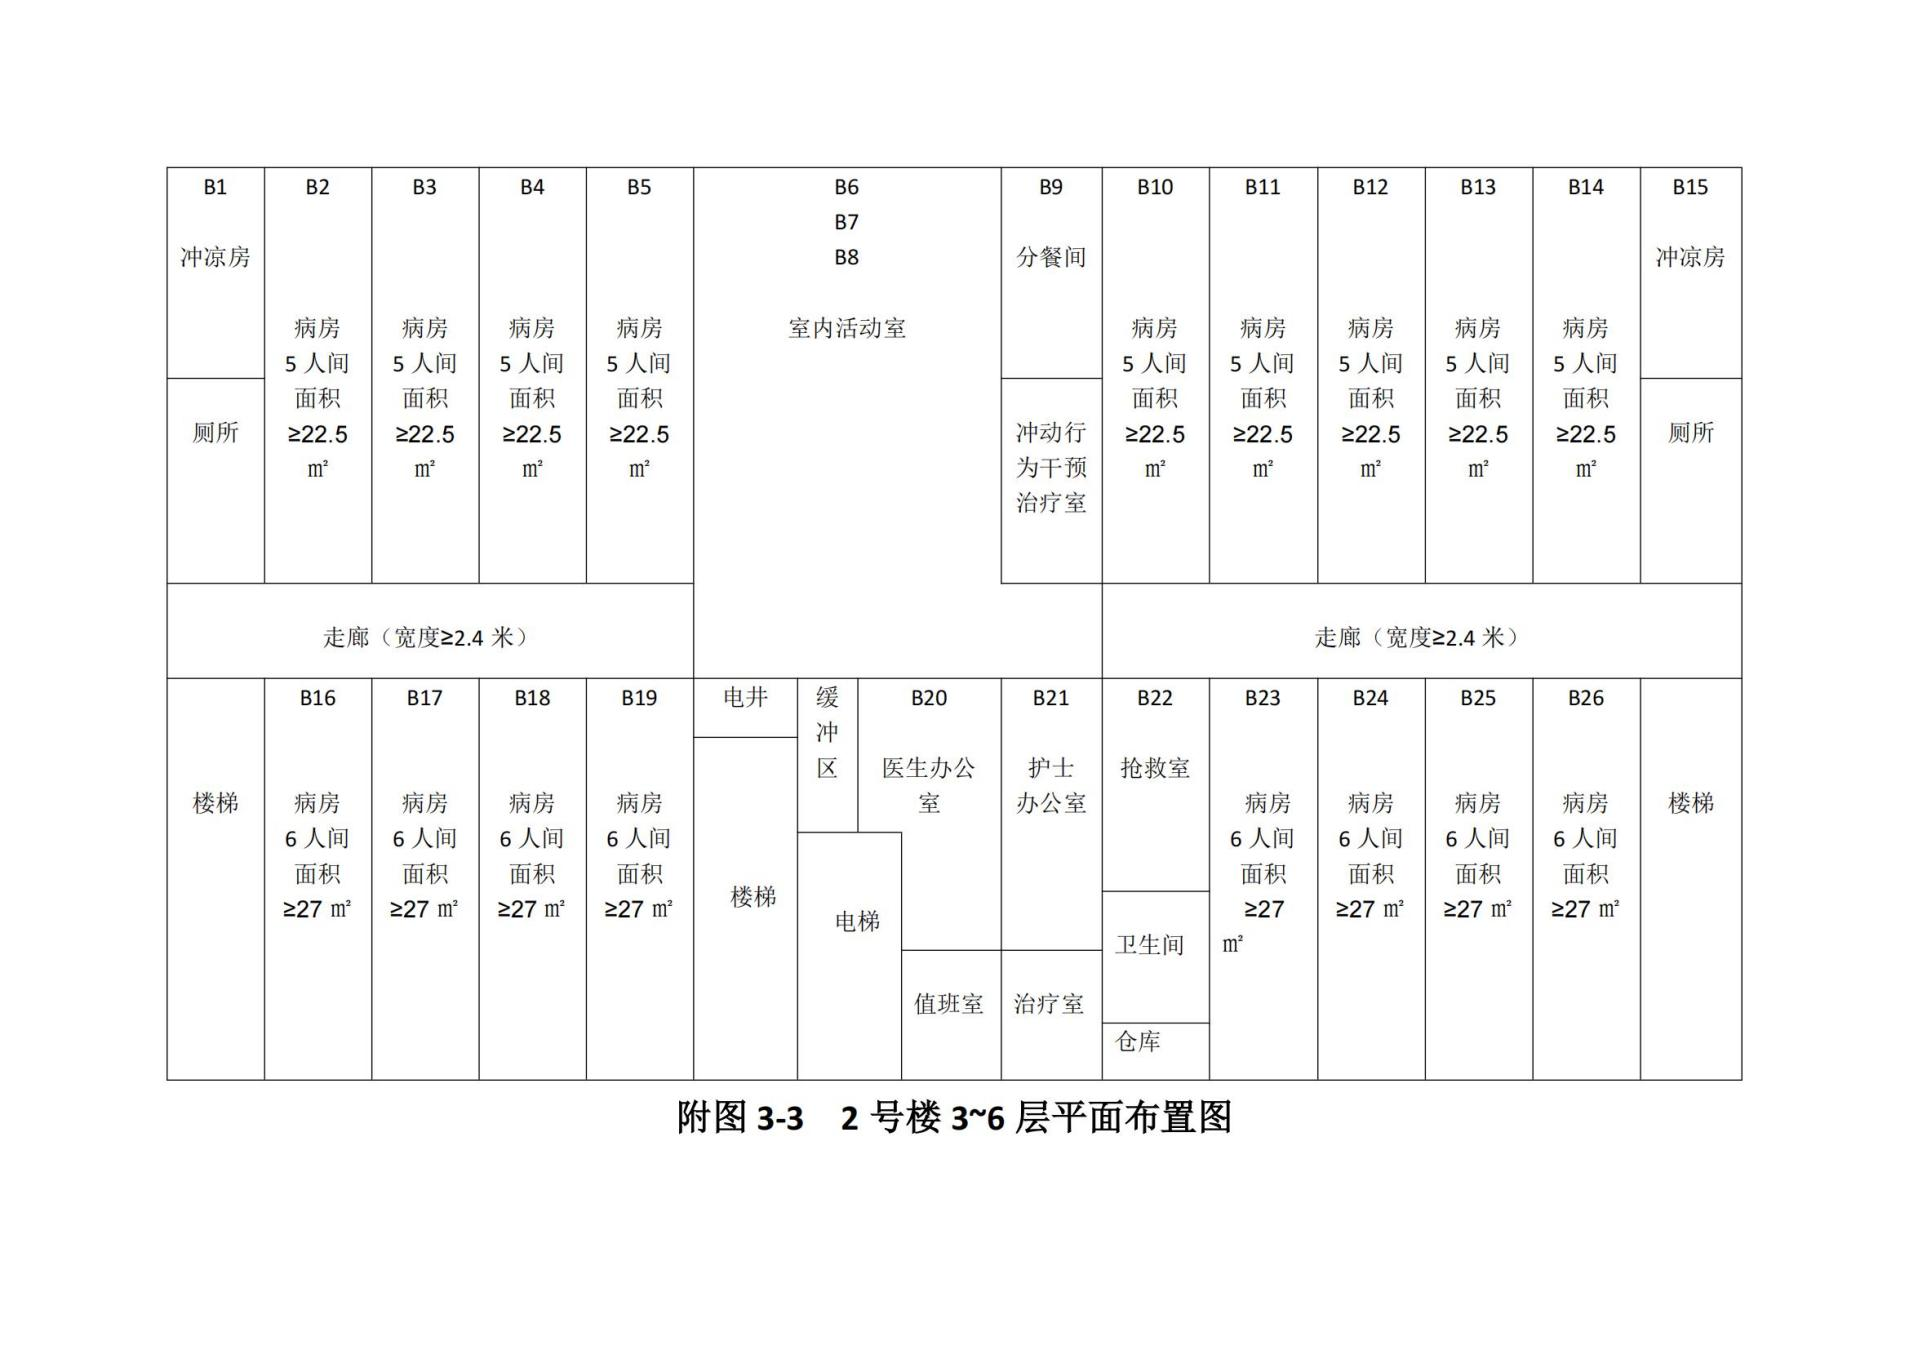 B1
冲凉房
厕所
B2
病房
5 人间
面积
≥22.5
㎡
B3
病房
5 人间
面积
≥22.5
㎡
B4
病房
5 人间
面积
≥22.5
㎡
B5
病房
5 人间
面积
≥22.5
㎡
B6
B7
B8
室内活动室
B9
分餐间
冲动行
为干预
治疗室
B10
病房
5 人间
面积
≥22.5
㎡
B11
病房
5 人间
面积
≥22.5
㎡
B12
病房
5 人间
面积
≥22.5
㎡
B13
病房
5 人间
面积
≥22.5
㎡
B14
病房
5 人间
面积
≥22.5
㎡
B15
冲凉房
厕所
走廊（宽度≥2.4 米）
走廊（宽度≥2.4 米）
楼梯
B16
病房
6 人间
面积
≥27 ㎡
B17
病房
6 人间
面积
≥27 ㎡
B18
病房
6 人间
面积
≥27 ㎡
B19
病房
6 人间
面积
≥27 ㎡
电井
楼梯
缓
冲
区
电梯
B20
医生办公
室
值班室
B21
护士
办公室
治疗室
B22
抢救室
卫生间
仓库
B23
病房
6 人间
面积
≥27
㎡
B24
病房
6 人间
面积
≥27 ㎡
B25
病房
6 人间
面积
≥27 ㎡
B26
病房
6 人间
面积
≥27 ㎡
楼梯
附图 3-3 2 号楼 3~6 层平面布置图